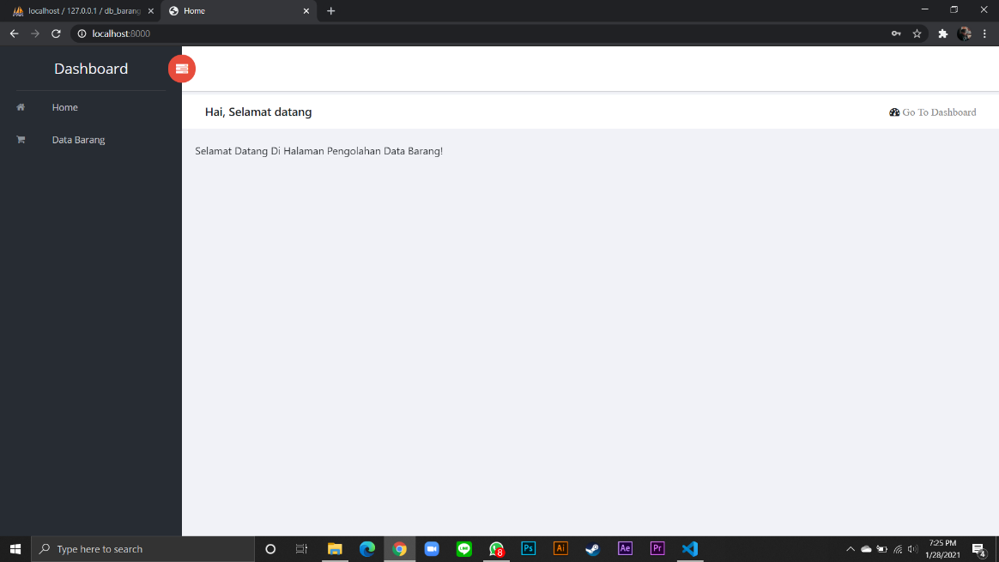 localhost / 127.0.0.1 / db_barang
Home
localhost:8000
Dashboard
Home
Data Barang
Hai, Selamat datang
Go To Dashboard
Selamat Datang Di Halaman Pengolahan Data Barang!
Type here to search
8
Ps
Ai
Ae
Pr
7:25 PM
1/28/2021
4